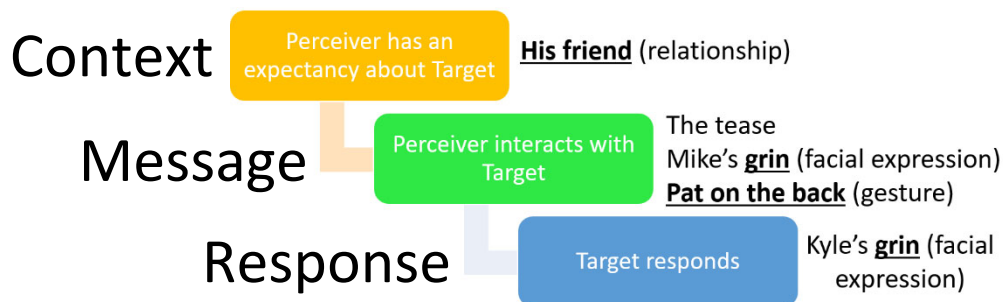 Context
Perceiver has an
expectancy about Target
His friend (relationship)
Message
Perceiver interacts with
Target
The tease
Mike's grin (facial expression)
Pat on the back (gesture)
Response
Target responds
Kyle's grin (facial
expression)